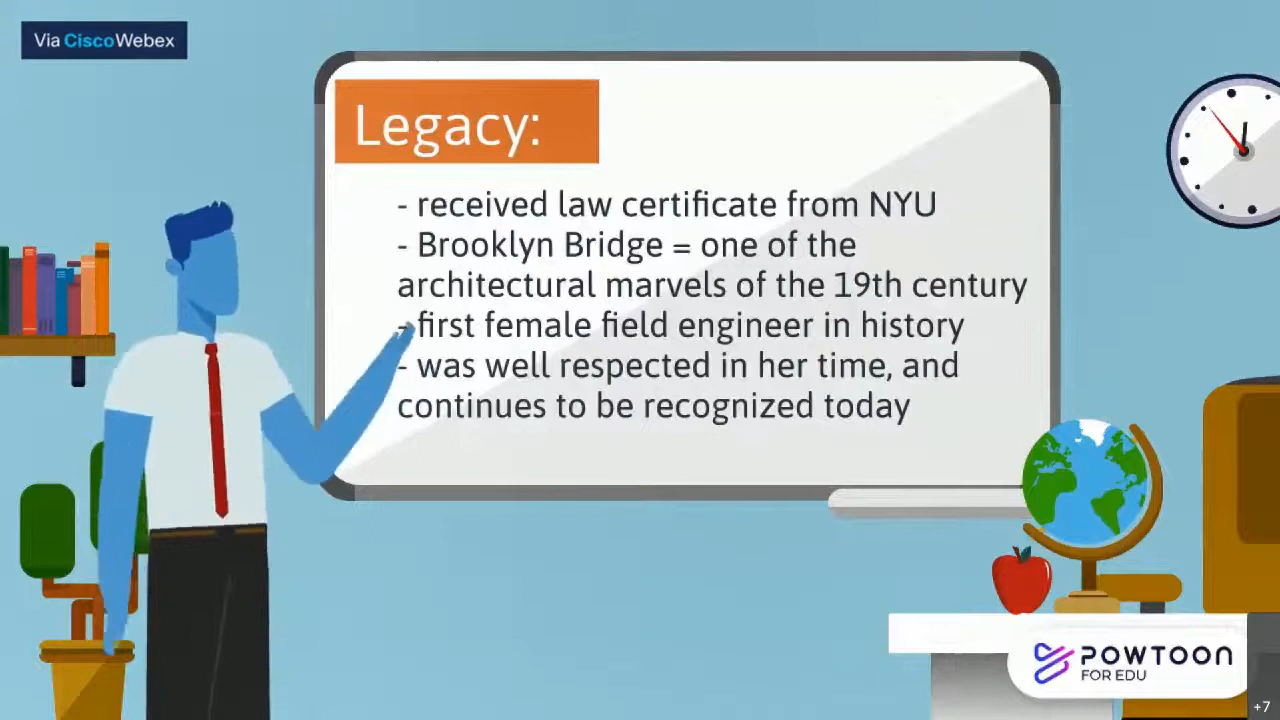 Via CiscoWebex
Legacy:
- received law certificate from NYU
- Brooklyn Bridge = one of the
architectural marvels of the 19th century
- first female field engineer in history
- was well respected in her time, and
continues to be recognized today
POWTOON
FOR EDU
+7